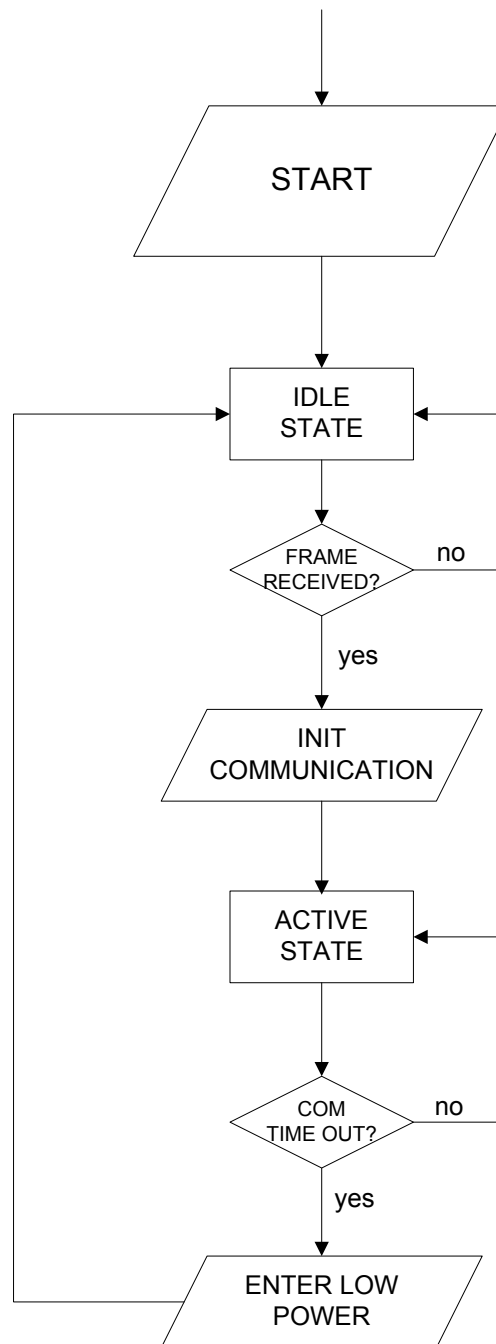 START
IDLE
STATE
FRAME
RECEIVED?
no
yes
INIT
COMMUNICATION
ACTIVE
STATE
COM
TIME OUT?
no
yes
ENTER LOW
POWER